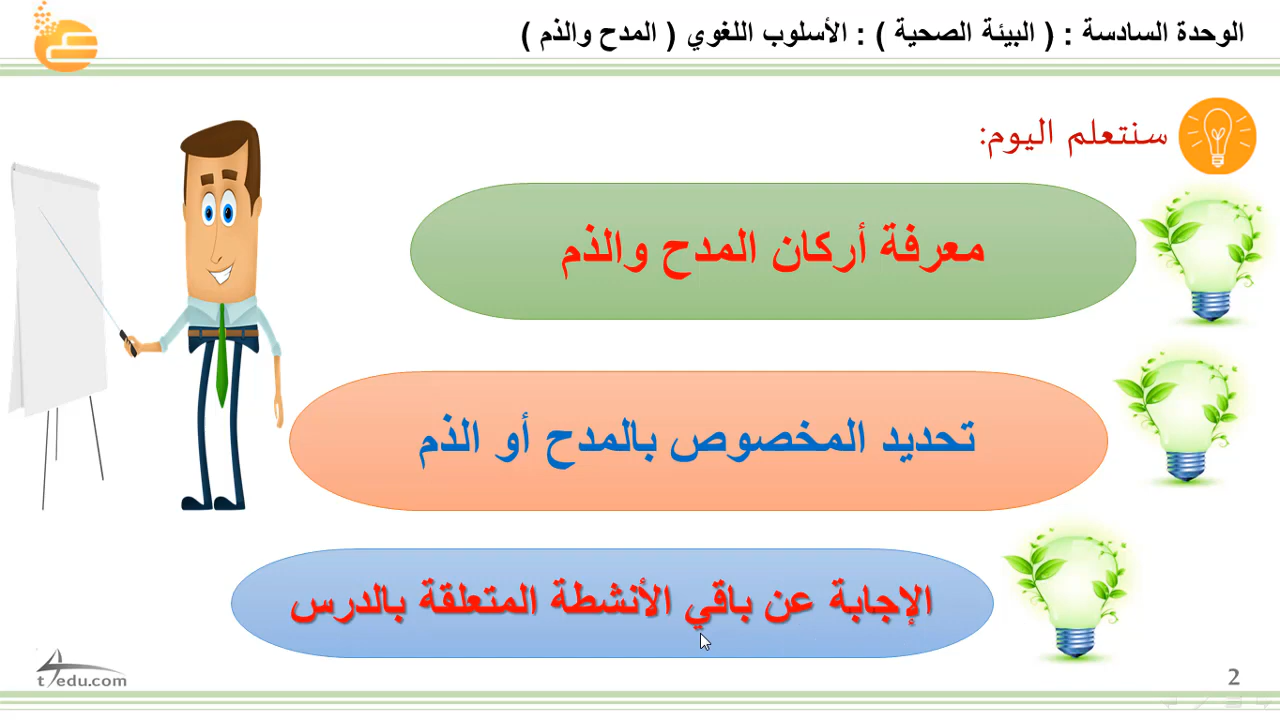 الوحدة السادسة : ( البيئة الصحية ) : الأسلوب اللغوي ( المدح والذم )
سنتعلم اليوم:
معرفة أركان المدح والذم
تحديد المخصوص بالمدح أو الذم
الإجابة عن باقي الأنشطة المتعلقة بالدرس
t4edu.com
2